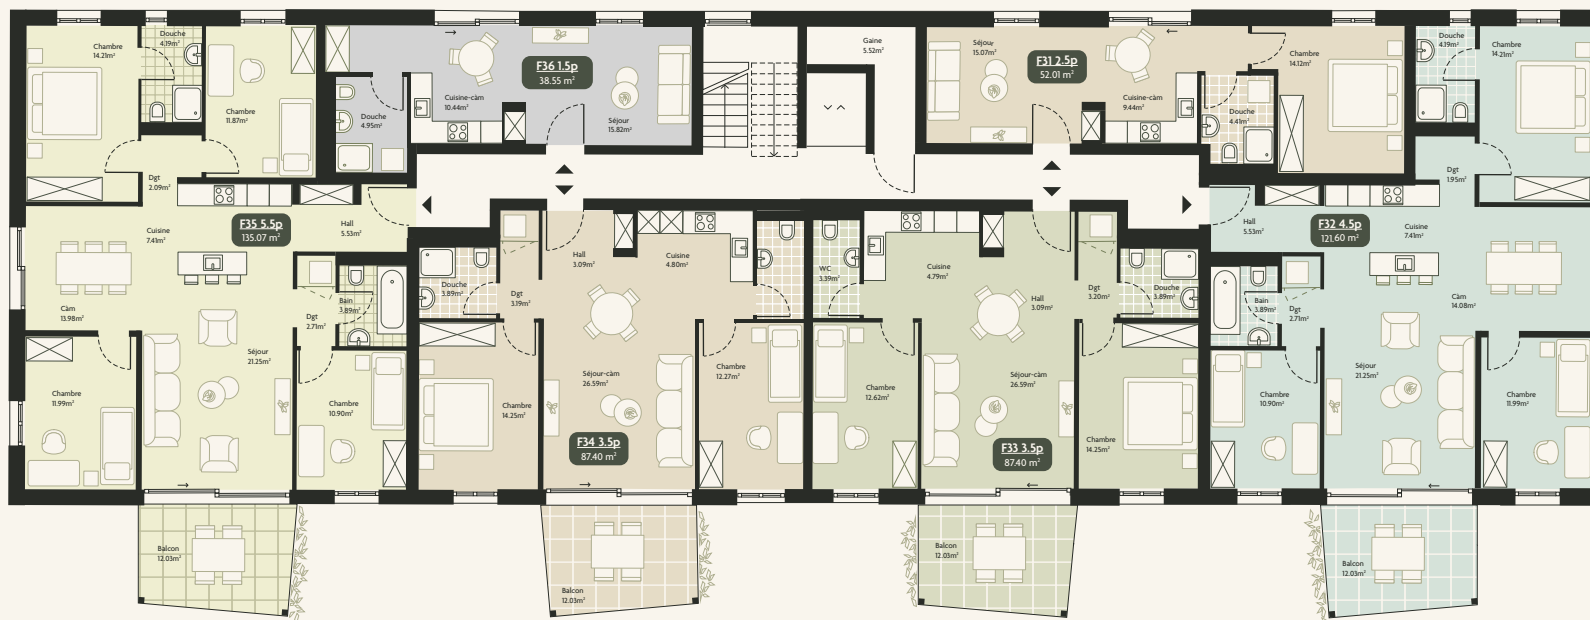 Chambre
14.21m²
Douche
4.19m²
Chambre
11.87m²
Dgt
2.09m²
F35 5.5p
135.07 m²
Hall
5.53m²
Cuisine
7.41m²
Càm
13.98m²
Bain
3.89m²
Dgt
2.71m²
Séjour
21.25m²
Chambre
11.99m²
Chambre
10.90m²
Balcon
12.03m²
Douche
4.95m²
Cuisine-càm
10.44m²
F36 1.5p
38.55 m²
Séjour
15.82m²
Gaine
5.52m²
Séjour
15.07m²
F31 2.5p
52.01 m²
Cuisine-càm
9.44m²
Douche
4.41m²
Chambre
14.12m²
Douche
4.19m²
Chambre
14.21m²
Dgt
1.95m²
Hall
5.53m²
F32 4.5p
121.60 m²
Cuisine
7.41m²
Càm
14.08m²
Bain
3.89m²
Dgt
2.71m²
Séjour
21.25m²
Chambre
10.90m²
Chambre
11.99m²
Balcon
12.03m²
Douche
3.89m²
Dgt
3.19m²
Hall
3.09m²
Cuisine
4.80m²
Séjour-càm
26.59m²
Chambre
14.25m²
Chambre
12.27m²
F34 3.5p
87.40 m²
Balcon
12.03m²
WC
3.39m²
Cuisine
4.79m²
Hall
3.09m²
Dgt
3.20m²
Douche
3.89m²
Séjour-càm
26.59m²
Chambre
12.62m²
Chambre
14.25m²
F33 3.5p
87.40 m²
Balcon
12.03m²